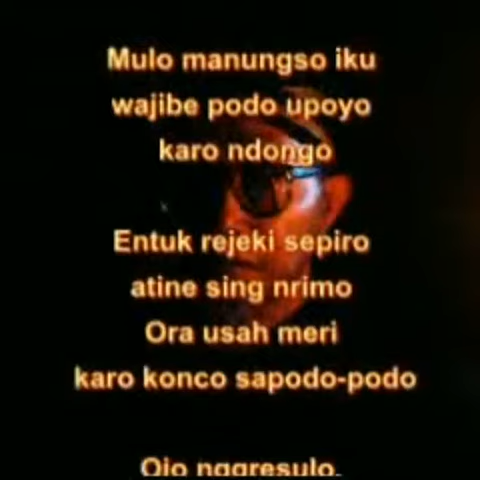 Mulo manungso iku
wajibe podo upoyo
karo ndongo
Entuk rejeki sepiro
atine sing nrimo
Ora usah meri
karo konco sapodo-podo
Ojo nggresulo.